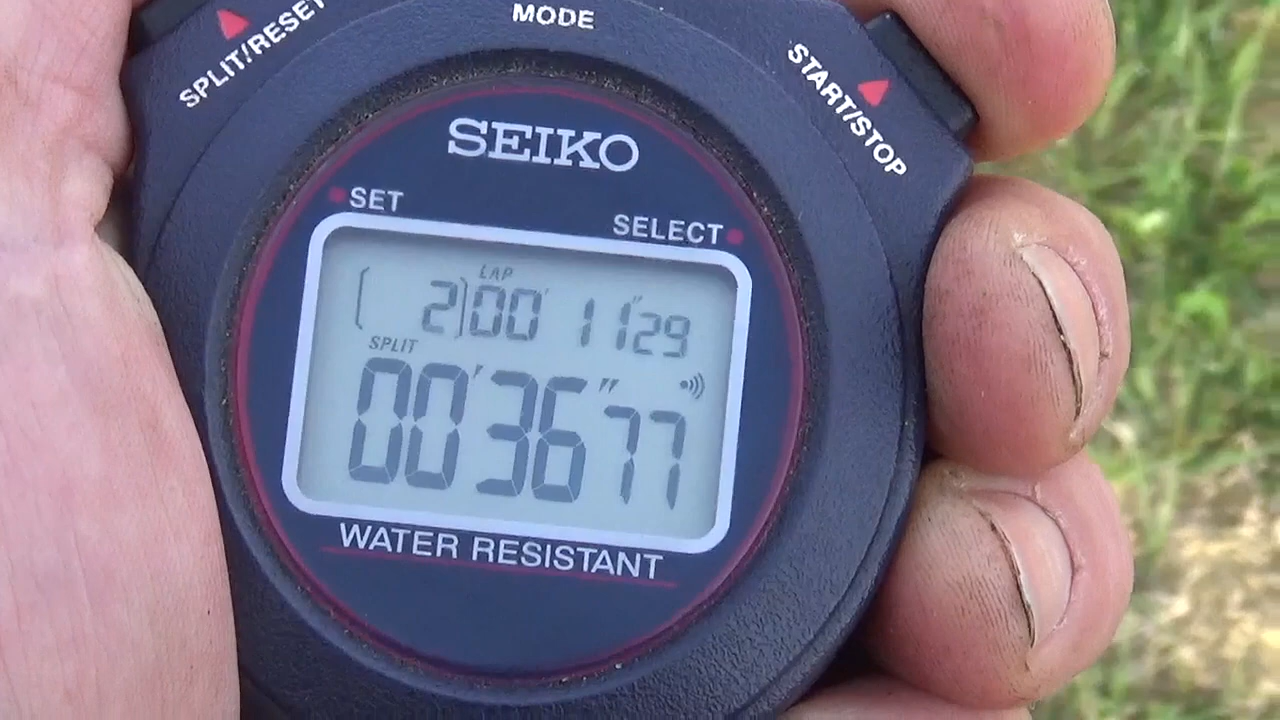 SPLIT/RESET
MODE
START/STOP
SEIKO
SET
SELECT
LAP
( 2) 00' 11"29
SPLIT
00'36"77
WATER RESISTANT